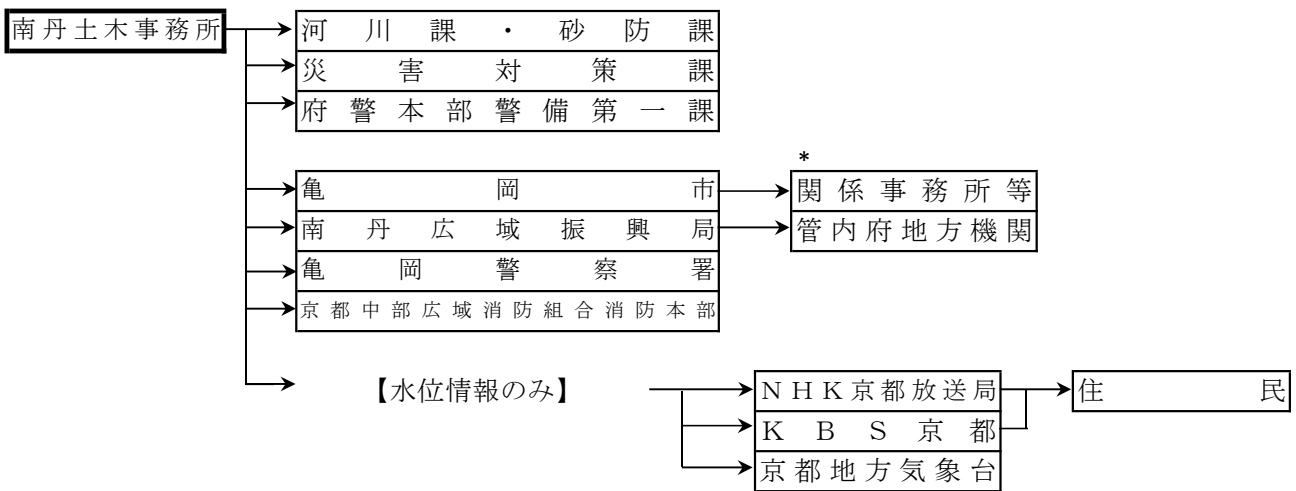 南丹土木事務所
河川課・砂防課
災害対策課
府警本部警備第一課
*
亀岡市
関係事務所等
南丹広域振興局
管内府地方機関
亀岡警察署
京都中部広域消防組合消防本部
【水位情報のみ】
NHK京都放送局
住民
KBS京都
京都地方気象台